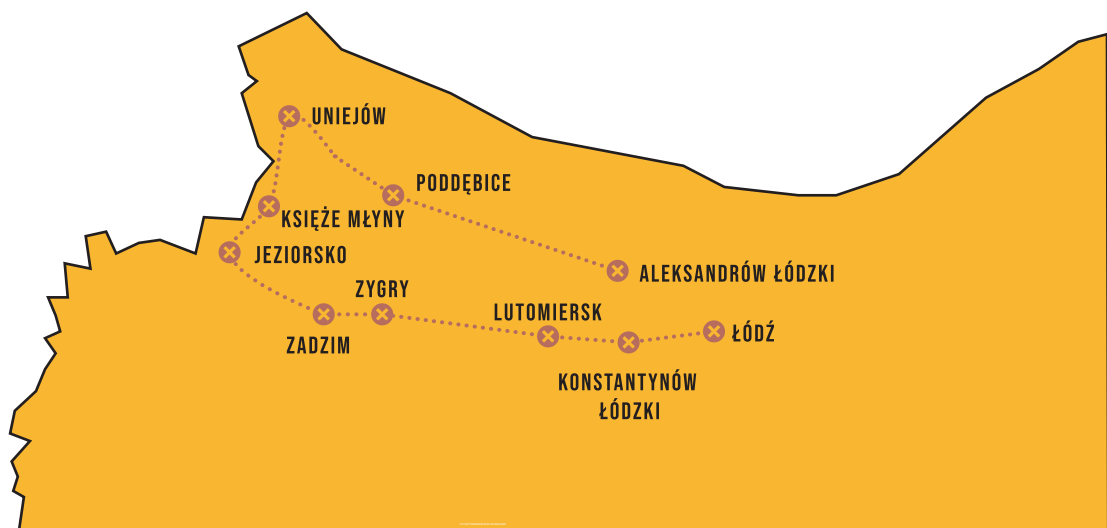 UNIEJÓW
PODDĘBICE
KSIĘŻE MŁYNY
JEZIORSKO
ALEKSANDRÓW ŁÓDZKI
ZYGRY
LUTOMIERSK
ŁÓDŹ
ZADZIM
KONSTANTYNÓW
ŁÓDZKI